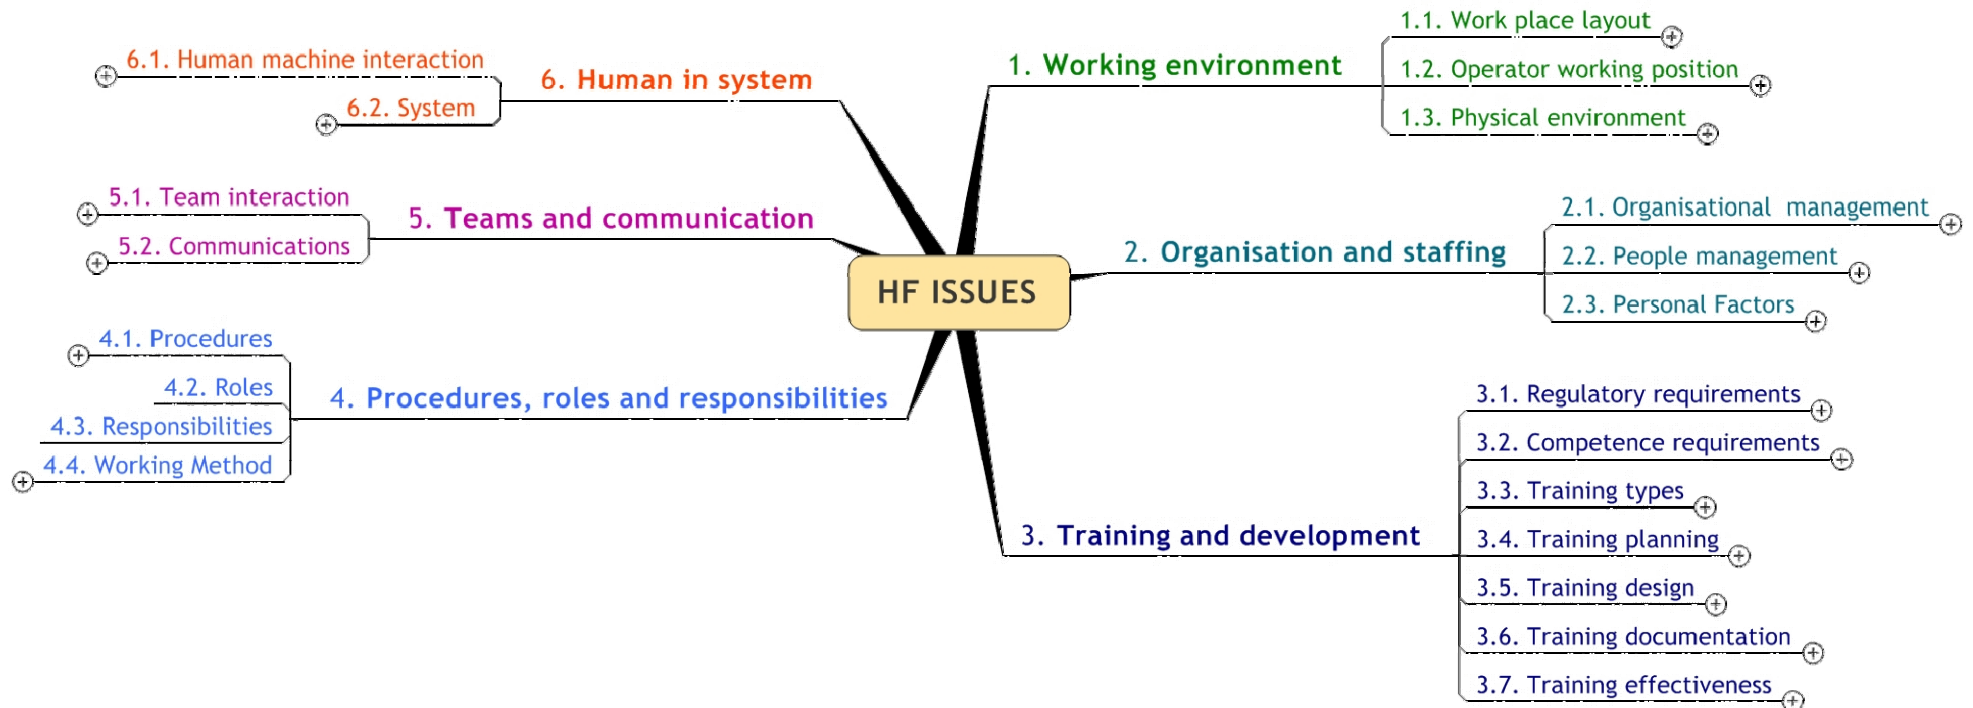 HF ISSUES
1. Working environment
1.1. Work place layout
1.2. Operator working position
1.3. Physical environment
2. Organisation and staffing
2.1. Organisational  management
2.2. People management
2.3. Personal Factors
3. Training and development
3.1. Regulatory requirements
3.2. Competence requirements
3.3. Training types
3.4. Training planning
3.5. Training design
3.6. Training documentation
3.7. Training effectiveness
4. Procedures, roles and responsibilities
4.1. Procedures
4.2. Roles
4.3. Responsibilities
4.4. Working Method
5. Teams and communication
5.1. Team interaction
5.2. Communications
6. Human in system
6.1. Human machine interaction
6.2. System